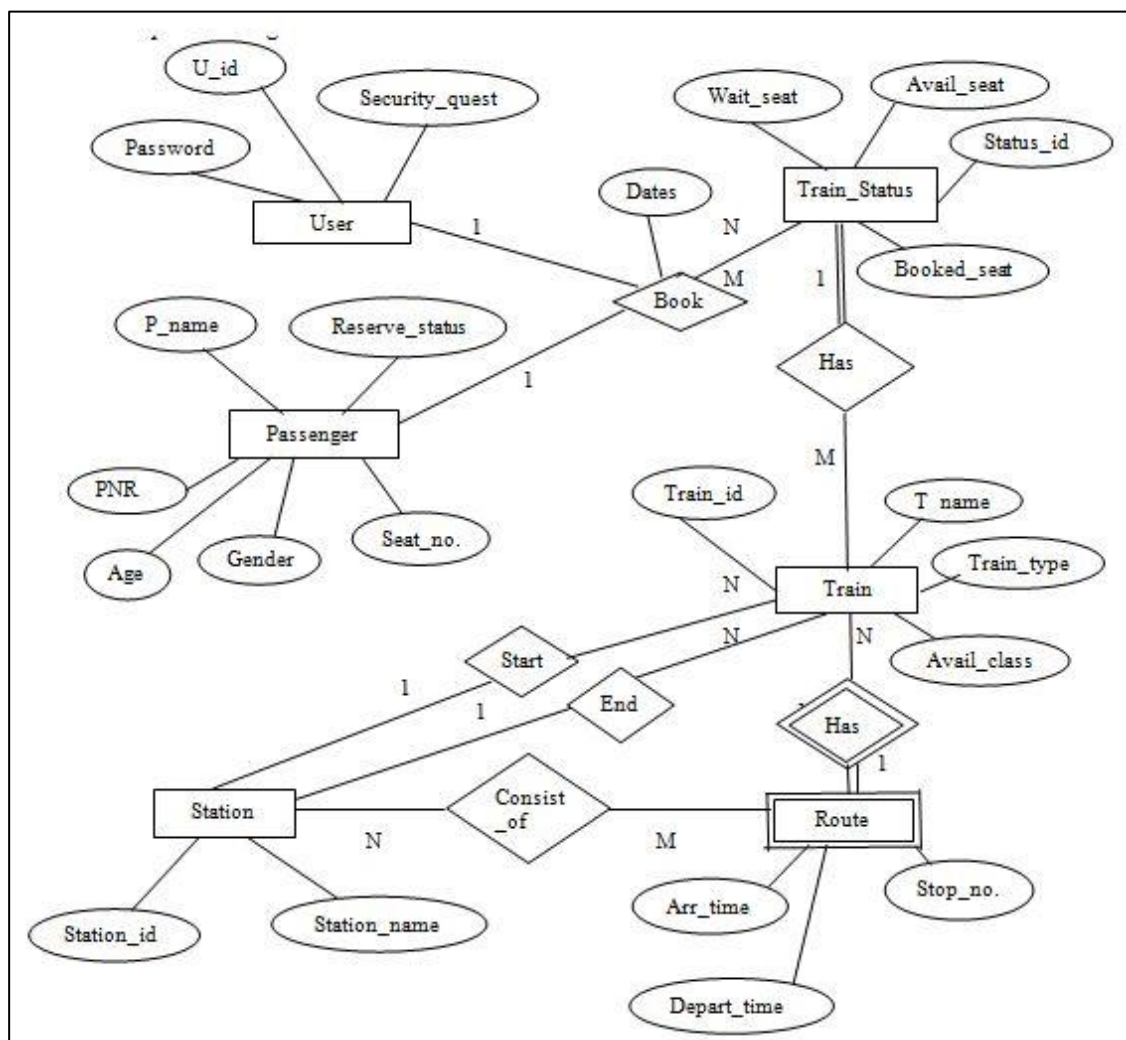 U_id
Security_quest
Password
User
Wait_seat
Avail_seat
Status_id
Train_Status
Dates
1
N
M
Book
Booked_seat
1
P_name
Reserve_status
1
Has
Passenger
M
PNR
Age
Gender
Seat_no.
Train_id
T_name
Train_type
Train
N
N
N
Avail_class
Start
1
End
1
Has
1
Station
N
Consist
_of
M
Route
Station_id
Station_name
Arr_time
Stop_no.
Depart_time